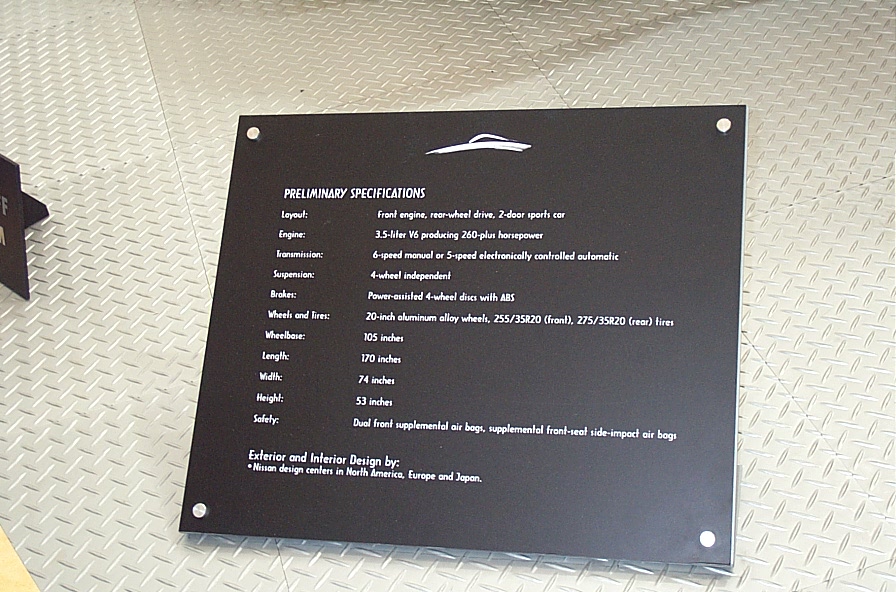 PRELIMINARY SPECIFICATIONS
Layout: Front engine, rear-wheel drive, 2-door sports car
Engine: 3.5-liter V6 producing 260-plus horsepower
Transmission: 6-speed manual or 5-speed electronically controlled automatic
Suspension: 4-wheel independent
Brakes: Power-assisted 4-wheel discs with ABS
Wheels and Tires: 20-inch aluminum alloy wheels, 255/35R20 (front), 275/35R20 (rear) tires
Wheelbase: 105 inches
Length: 170 inches
Width: 74 inches
Height: 53 inches
Safety: Dual front supplemental air bags, supplemental front-seat side-impact air bags
Exterior and Interior Design by:
• Nissan design centers in North America, Europe and Japan.